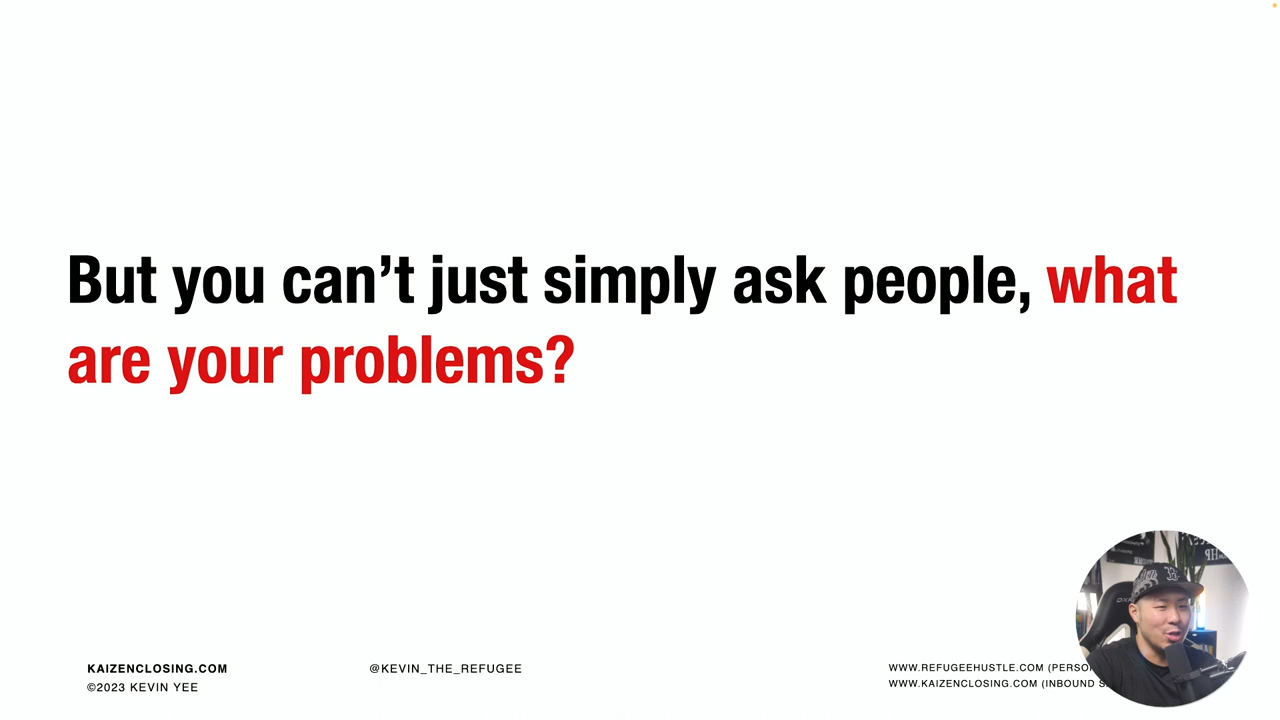 But you can’t just simply ask people, what
are your problems?
KAIZENCLOSING.COM
©2023 KEVIN YEE
@KEVIN_THE_REFUGEE
WWW.REFUGEEHUSTLE.COM
WWW.KAIZENCLOSING.COM (INBOUND